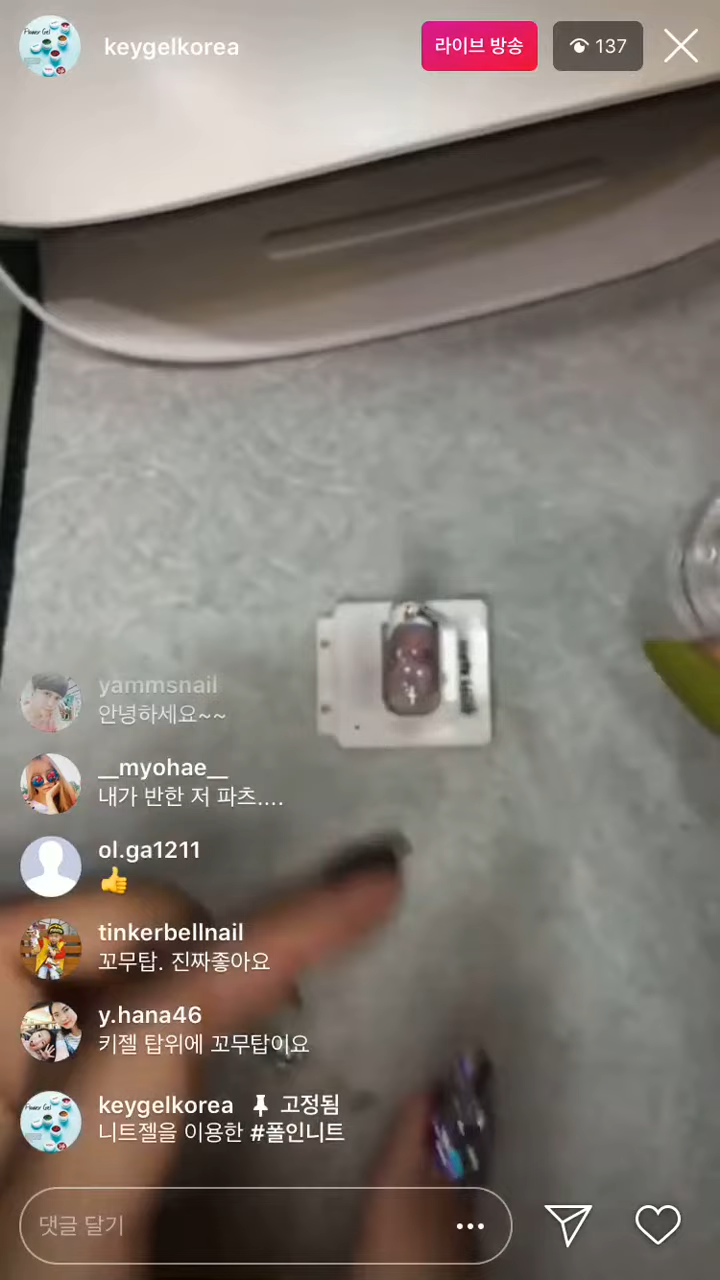 keygelkorea
라이브 방송
137
yammsnail
안녕하세요~~
__myohae__
내가 반한 저 파츠....
ol.ga1211
👍
tinkerbellnail
꼬무탑. 진짜좋아요
y.hana46
키젤 탑위에 꼬무탑이요
keygelkorea 고정됨
니트젤을 이용한 #폴인니트
댓글 달기